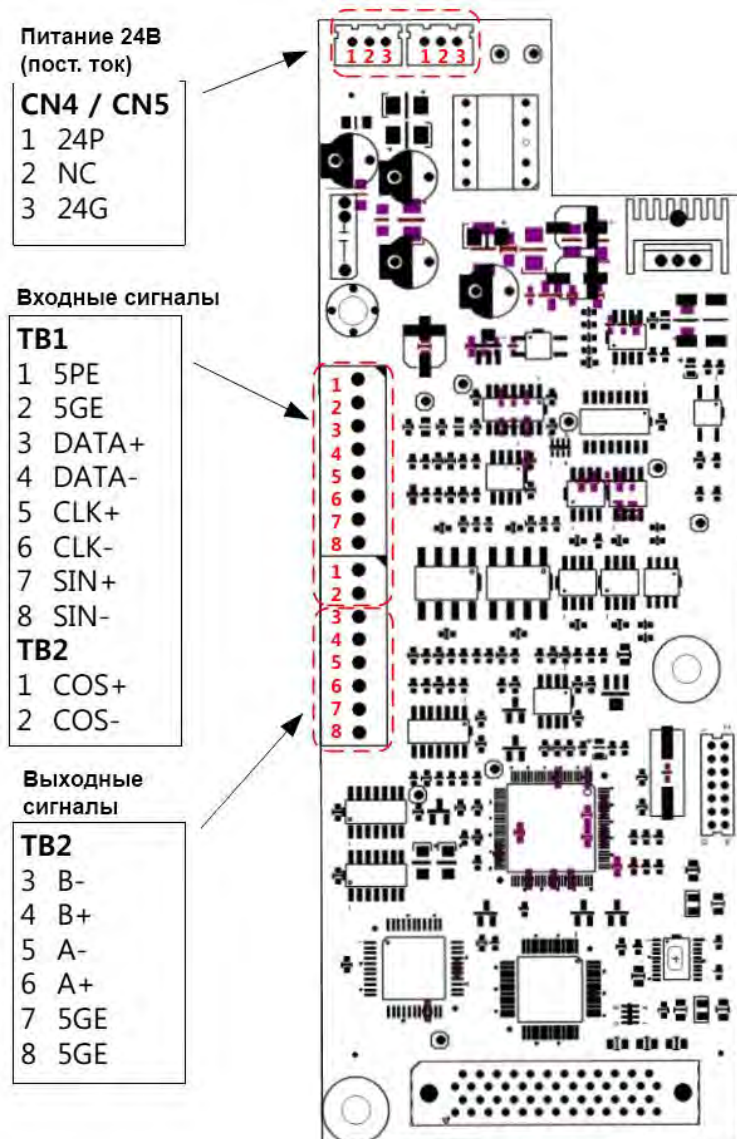 Питание 24В
(пост. ток)
CN4 / CN5
1 24P
2 NC
3 24G
1 2 3 1 2 3
Входные сигналы
TB1
1 5PE
2 5GE
3 DATA+
4 DATA-
5 CLK+
6 CLK-
7 SIN+
8 SIN-
TB2
1 COS+
2 COS-
1
2
3
4
5
6
7
8
1
2
3
4
5
6
7
8
Выходные
сигналы
TB2
3 B-
4 B+
5 A-
6 A+
7 5GE
8 5GE